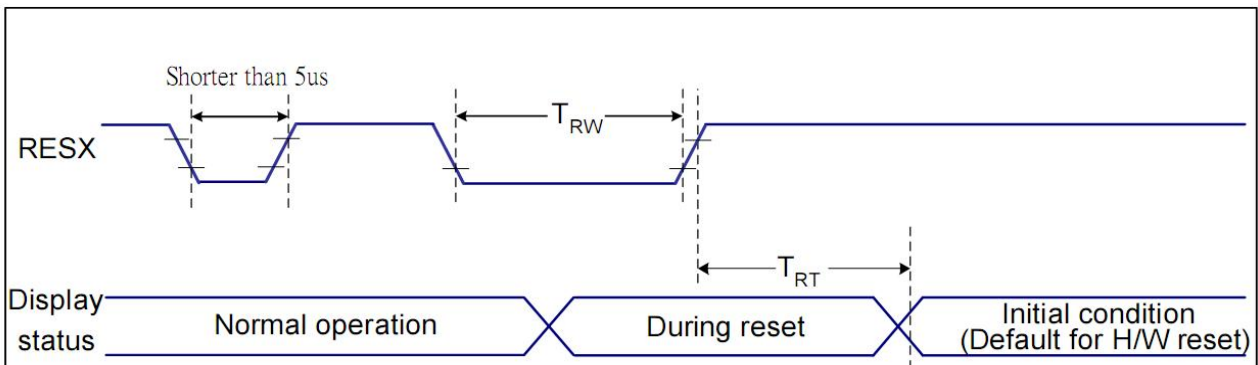 Shorter than 5us
TRW
RESX
TRT
Display
status
Normal operation
During reset
Initial condition
(Default for H/W reset)